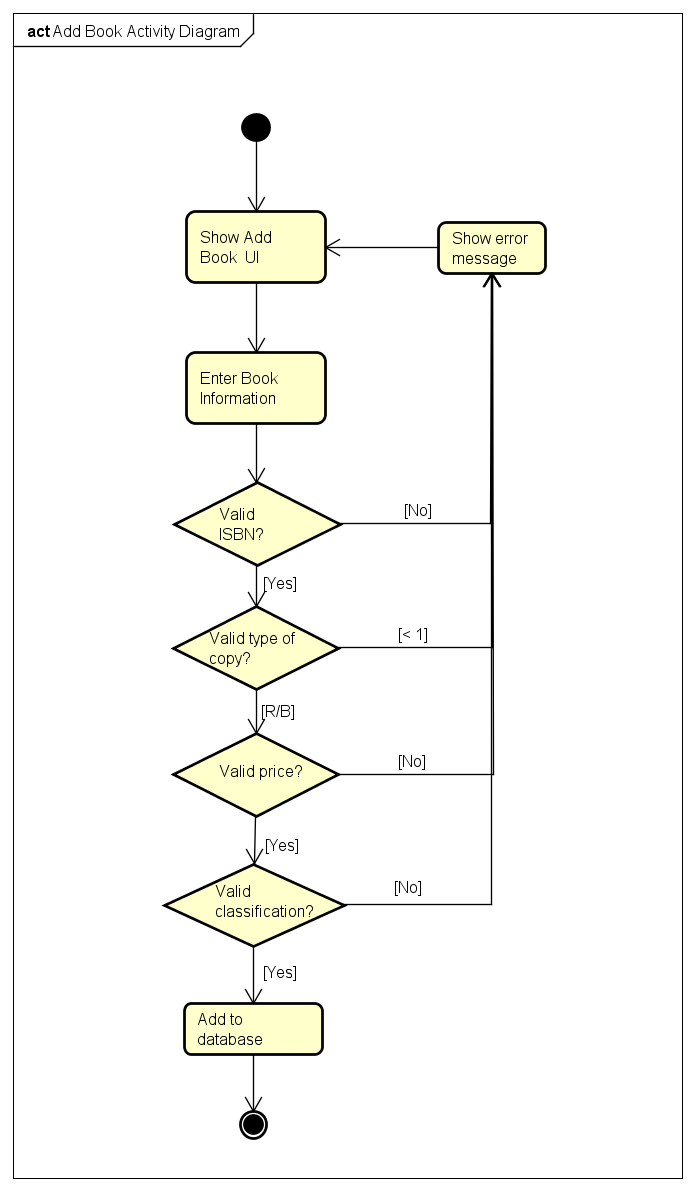 act Add Book Activity Diagram
Show Add
Book UI
Show error
message
Enter Book
Information
Valid
ISBN?
[No]
[Yes]
Valid type of
copy?
[< 1]
[R/B]
Valid price?
[No]
[Yes]
Valid
classification?
[No]
[Yes]
Add to
database